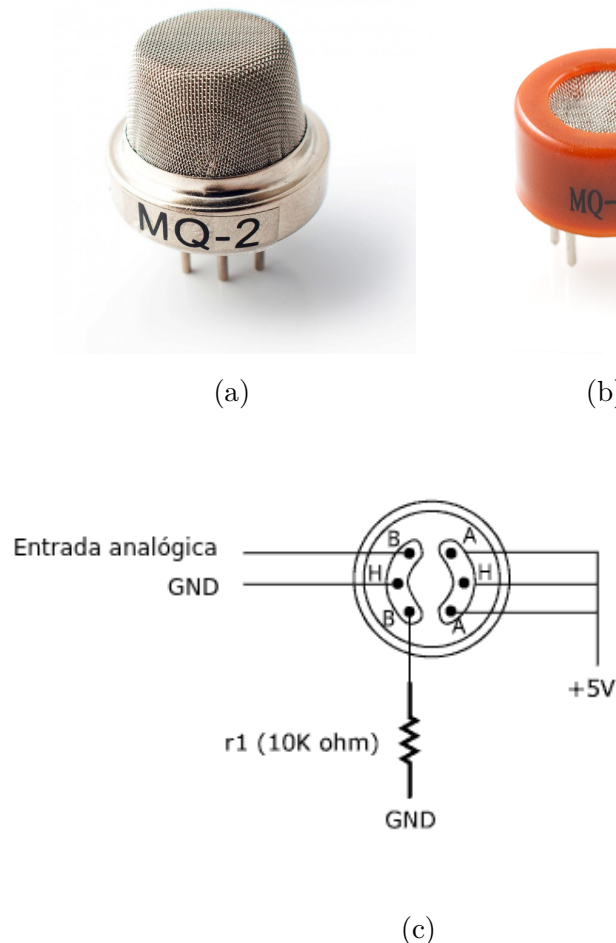 MQ-2
MQ-
(a)
(b)
B
A
Entrada analógica
H
H
GND
B
A
+5V
r1 (10K ohm)
GND
(c)